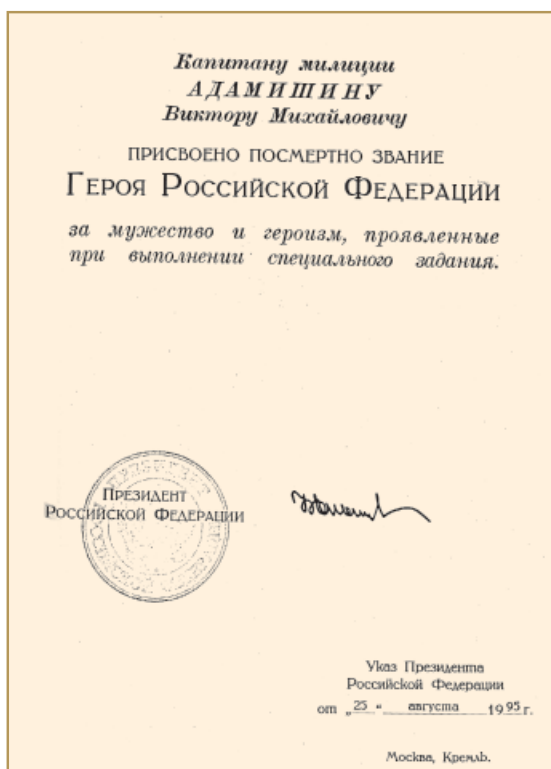 Капитану милиции
АДАМИШИНУ
Виктору Михайловичу
ПРИСВОЕНО ПОСМЕРТНО ЗВАНИЕ
ГЕРОЯ РОССИЙСКОЙ ФЕДЕРАЦИИ
за мужество и героизм, проявленные
при выполнении специального задания.
ПРЕЗИДЕНТ
РОССИЙСКОЙ ФЕДЕРАЦИИ
Указ Президента
Российской Федерации
от „25 “ августа 1995 г.
Москва, Кремль.